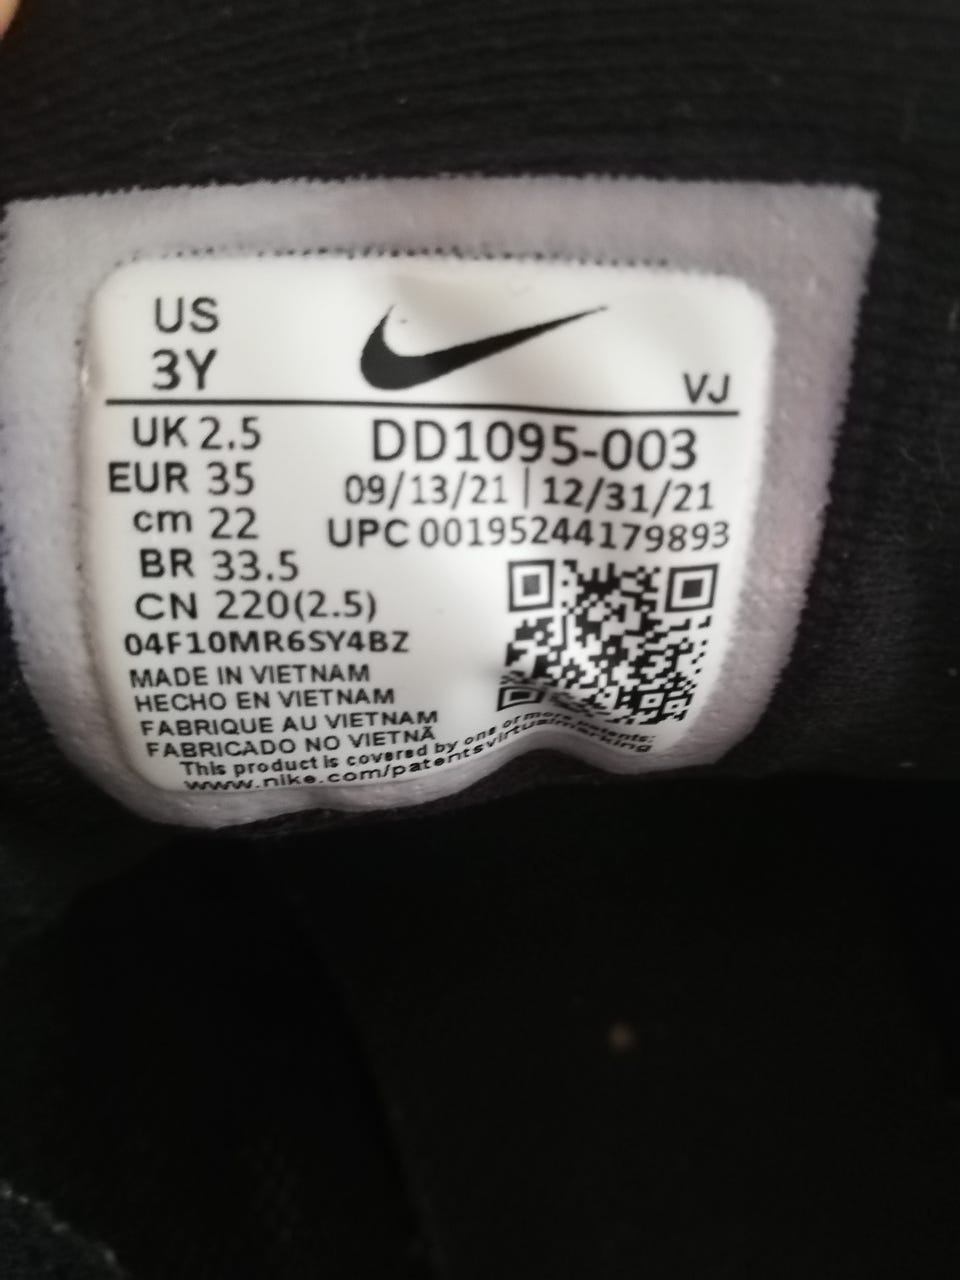 US
3Y
VJ
UK 2.5
EUR 35
cm 22
BR 33.5
CN 220(2.5)
DD1095-003
09/13/21 | 12/31/21
UPC 00195244179893
04F10MR6SY4BZ
MADE IN VIETNAM
HECHO EN VIETNAM
FABRIQUE AU VIETNAM
FABRICADO NO VIETNÃ
This product is covered by one or more patents:
www.nike.com/patentsvirtualmarking